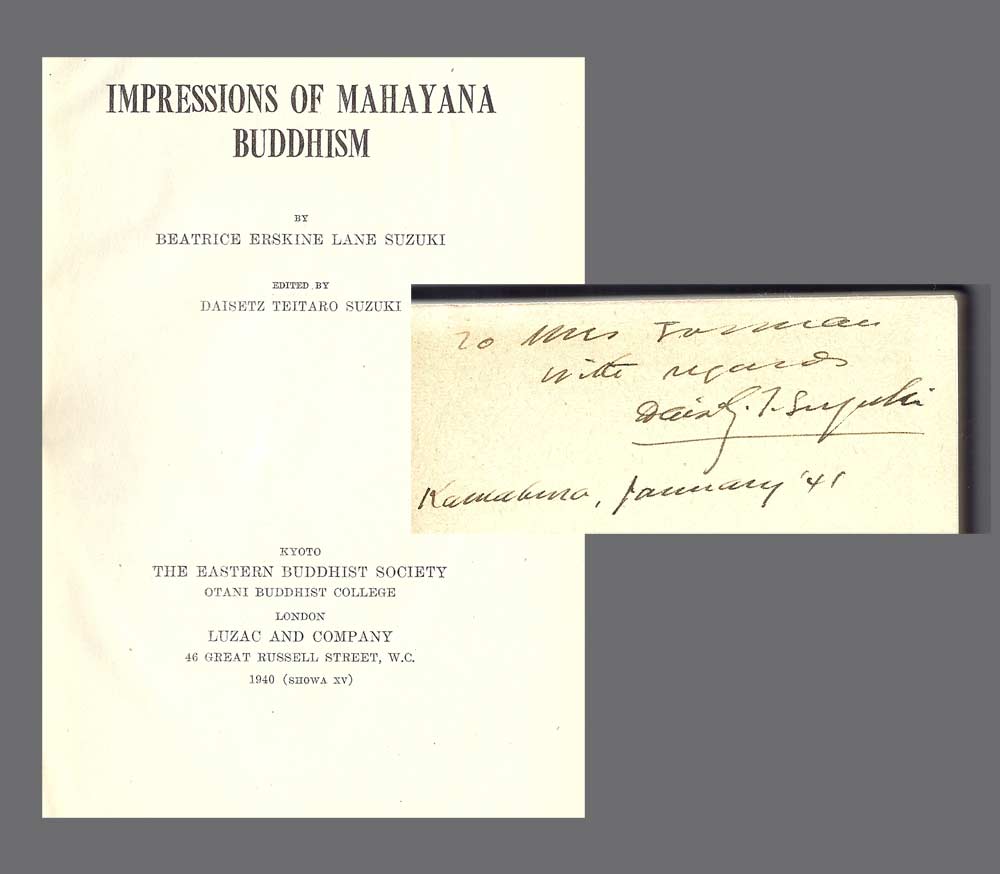 IMPRESSIONS OF MAHAYANA
BUDDHISM
BY
BEATRICE ERSKINE LANE SUZUKI
EDITED BY
DAISETZ TEITARO SUZUKI
KYOTO
THE EASTERN BUDDHIST SOCIETY
OTANI BUDDHIST COLLEGE
LONDON
LUZAC AND COMPANY
46 GREAT RUSSELL STREET, W.C.
1940 (SHOWA XV)
To Mrs
with regards
Daisetz T. Suzuki
Kamakura, January '41